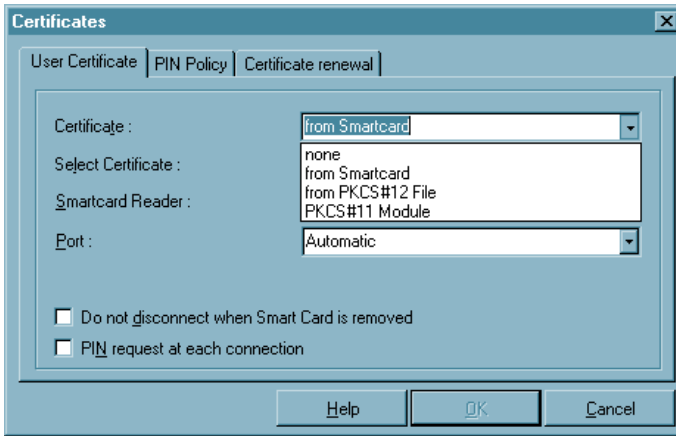 Certificates
User Certificate PIN Policy Certificate renewal
Certificate : from Smartcard
none
Select Certificate : from Smartcard
from PKCS#12 File
Smartcard Reader : PKCS#11 Module
Port : Automatic
Do not disconnect when Smart Card is removed
PIN request at each connection
Help OK Cancel